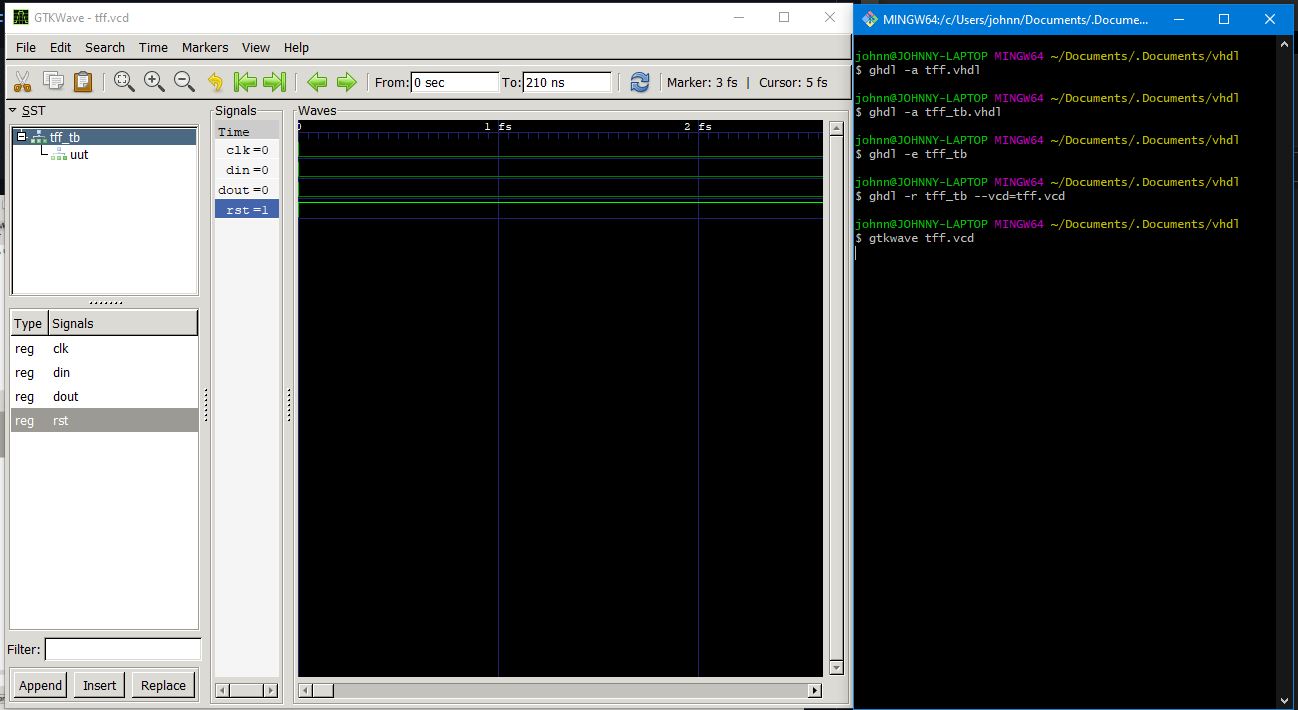 GTKWave - tff.vcd
File Edit Search Time Markers View Help
From: 0 sec To: 210 ns Marker: 3 fs | Cursor: 5 fs
SST
tff_tb
uut
Type Signals
reg clk
reg din
reg dout
reg rst
Filter:
Append Insert Replace
Signals
Time
clk =0
din =0
dout =0
rst =1
Waves
0 1 fs 2 fs
MINGW64:/c/Users/johnn/Documents/.Docume...
johnn@JOHNNY-LAPTOP MINGW64 ~/Documents/.Documents/vhdl
$ ghdl -a tff.vhdl
johnn@JOHNNY-LAPTOP MINGW64 ~/Documents/.Documents/vhdl
$ ghdl -a tff_tb.vhdl
johnn@JOHNNY-LAPTOP MINGW64 ~/Documents/.Documents/vhdl
$ ghdl -e tff_tb
johnn@JOHNNY-LAPTOP MINGW64 ~/Documents/.Documents/vhdl
$ ghdl -r tff_tb --vcd=tff.vcd
johnn@JOHNNY-LAPTOP MINGW64 ~/Documents/.Documents/vhdl
$ gtkwave tff.vcd